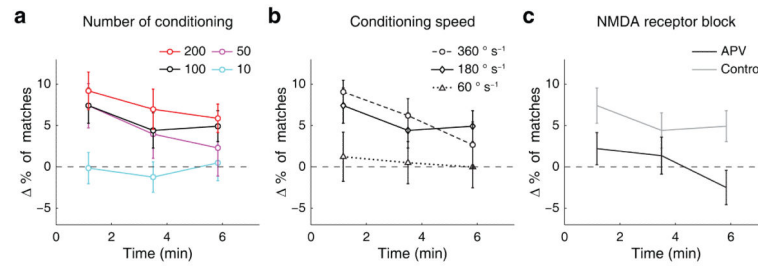 a
Number of conditioning
200
50
100
10
Δ % of matches
10
5
0
−5
0
2
4
6
Time (min)
b
Conditioning speed
360 ° s⁻¹
180 ° s⁻¹
60 ° s⁻¹
Δ % of matches
10
5
0
−5
0
2
4
6
Time (min)
c
NMDA receptor block
APV
Contro
Δ % of matches
10
5
0
−5
0
2
4
6
Time (min)